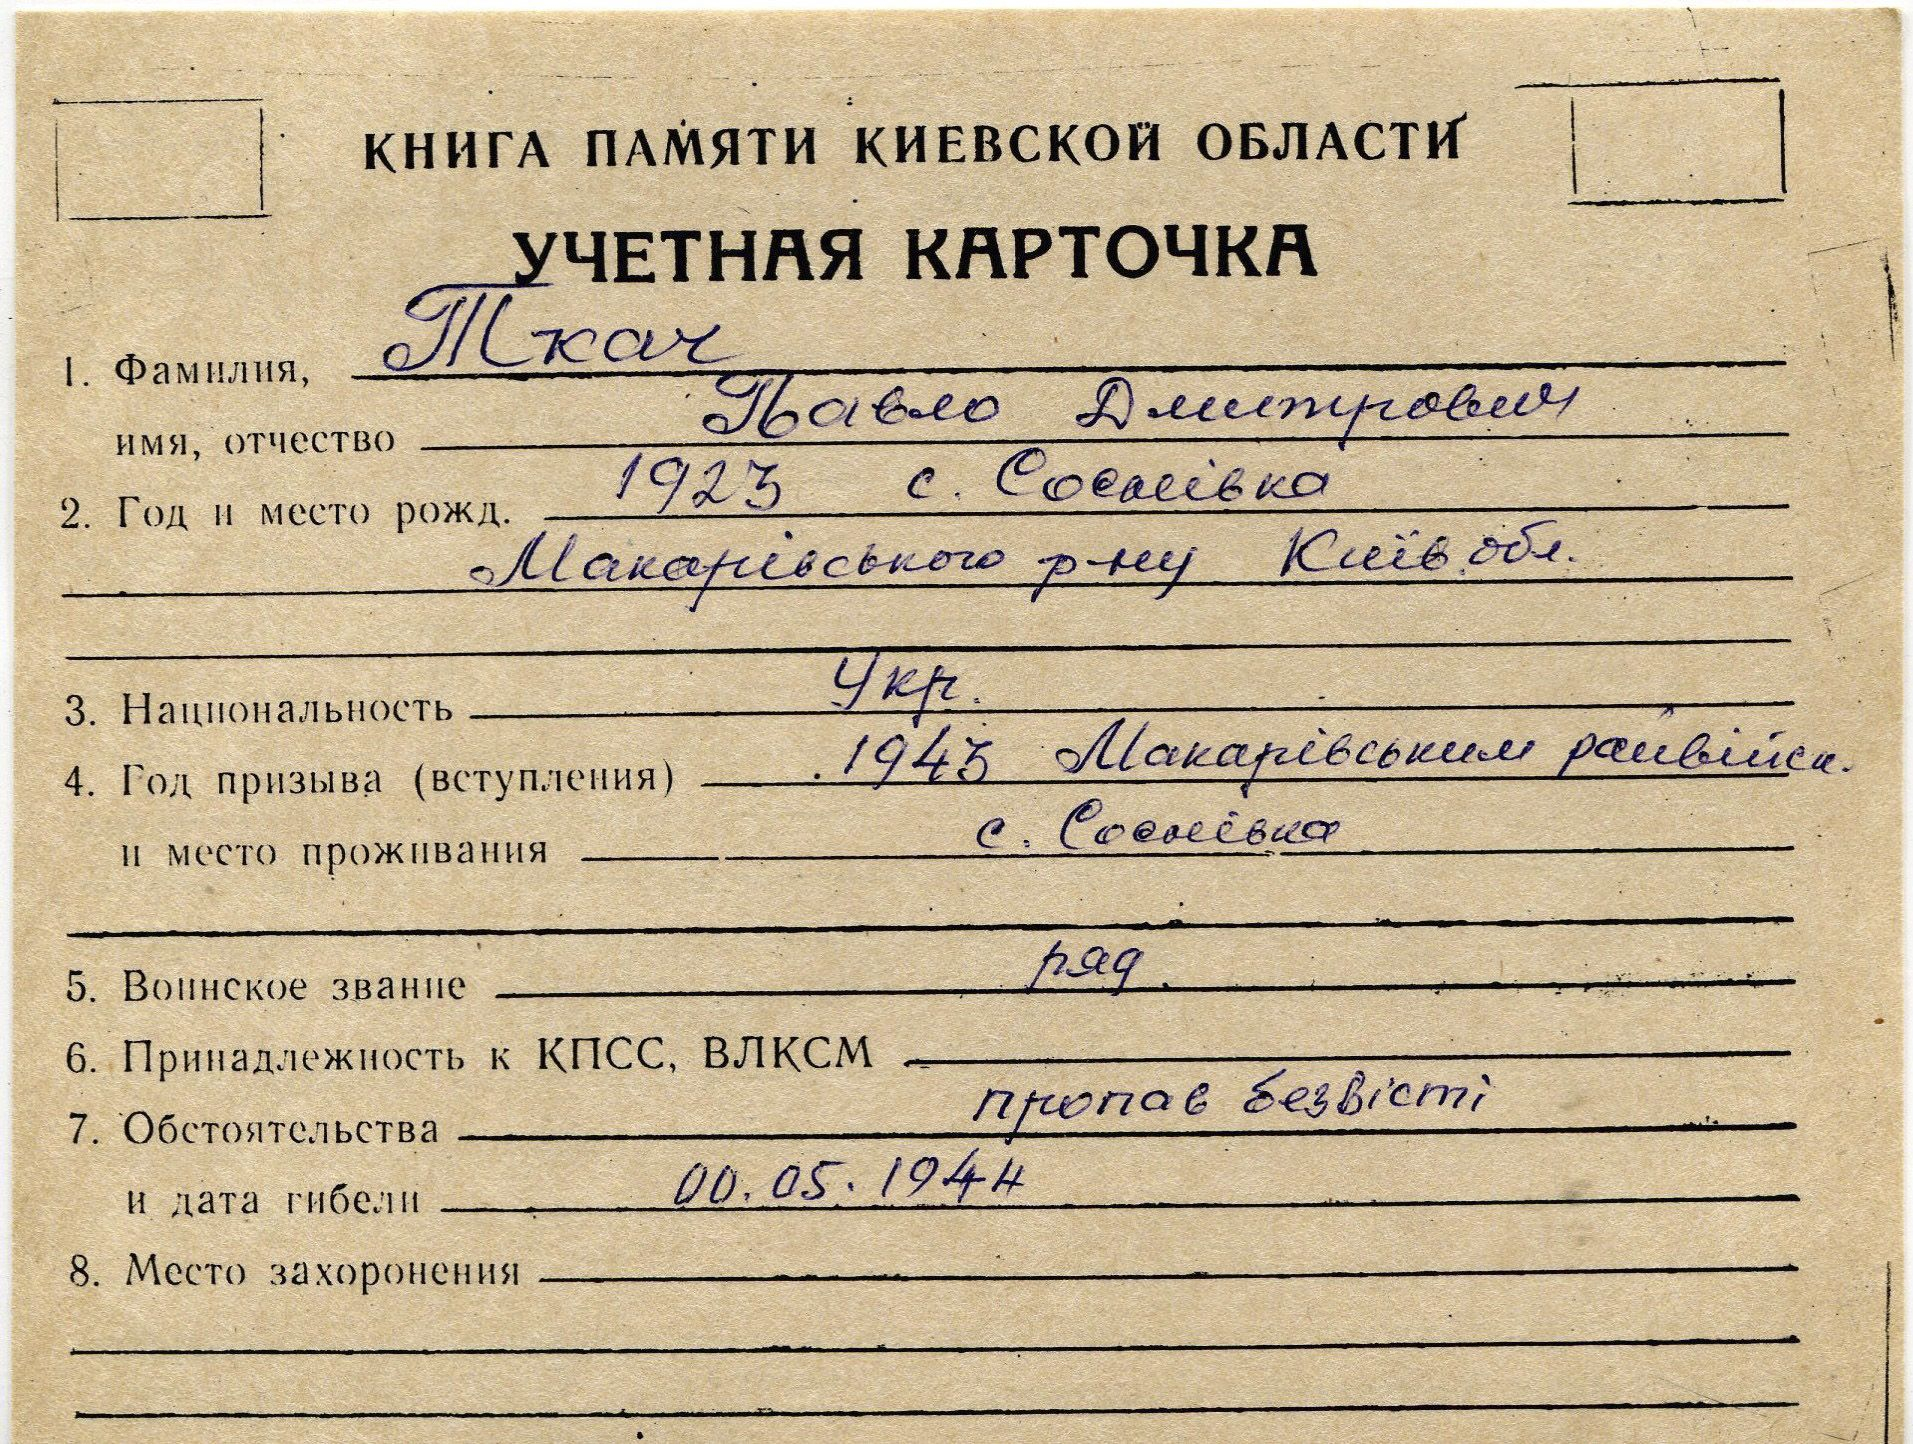 КНИГА ПАМЯТИ КИЕВСКОЙ ОБЛАСТИ
УЧЕТНАЯ КАРТОЧКА
1. Фамилия, Ткач
имя, отчество Павло Дмитрович
2. Год и место рожд. 1923 с. Соснівка
Макарівського р-ну Київ. обл.
3. Национальность Укр.
4. Год призыва (вступления) 1943 Макарівським райвійск.
и место проживания с. Соснівка
5. Воинское звание ряд.
6. Принадлежность к КПСС, ВЛКСМ
7. Обстоятельства пропав безвісті
и дата гибели 00.05.1944
8. Место захоронения